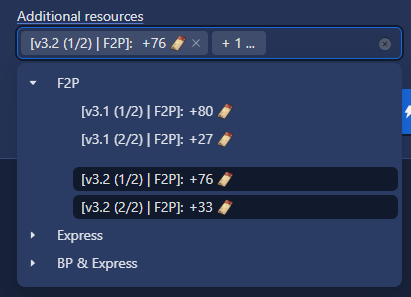 Additional resources
[v3.2 (1/2) | F2P]: +76
+ 1 ...
F2P
[v3.1 (1/2) | F2P]: +80
[v3.1 (2/2) | F2P]: +27
[v3.2 (1/2) | F2P]: +76
[v3.2 (2/2) | F2P]: +33
Express
BP & Express